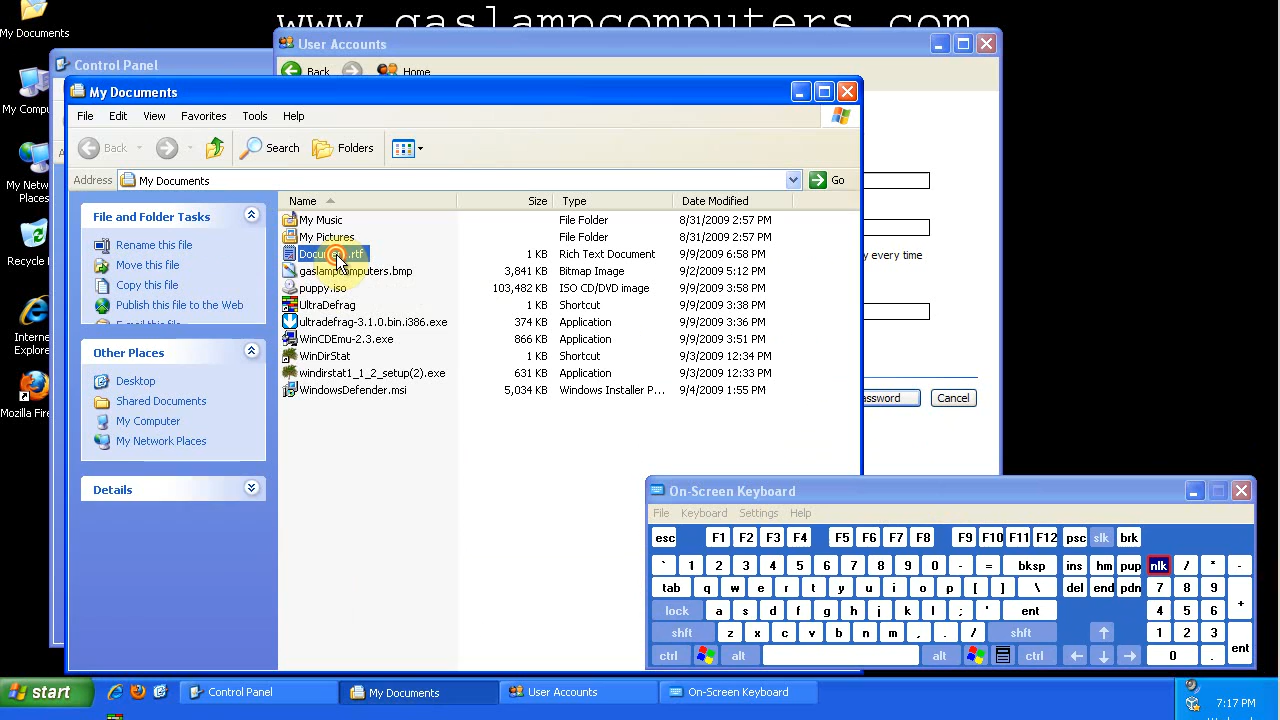 www.gaslampcomputers.com
My Documents
User Accounts
Control Panel
Back
Home
My Compu
My Documents
File Edit View Favorites Tools Help
Back Search Folders
My Netw
Places
Address My Documents Go
Name Size Type Date Modified
File and Folder Tasks
My Music File Folder 8/31/2009 2:57 PM
My Pictures File Folder 8/31/2009 2:57 PM
Rename this file
.rtf 1 KB Rich Text Document 9/9/2009 6:58 PM
every time
Recycle
Move this file
gaslampcomputers.bmp 3,841 KB Bitmap Image 9/2/2009 5:12 PM
Copy this file
puppy.iso 103,482 KB ISO CD/DVD image 9/9/2009 3:58 PM
Publish this file to the Web
UltraDefrag 1 KB Shortcut 9/9/2009 3:38 PM
E-mail this file
ultradefrag-3.1.0.bin.i386.exe 374 KB Application 9/9/2009 3:36 PM
Intern
Explore
WinCDEmu-2.3.exe 866 KB Application 9/9/2009 3:51 PM
Other Places
WinDirStat 1 KB Shortcut 9/3/2009 12:34 PM
windirstat1_1_2_setup(2).exe 631 KB Application 9/3/2009 12:33 PM
Desktop
WindowsDefender.msi 5,034 KB Windows Installer P... 9/4/2009 1:55 PM
Shared Documents
assword Cancel
Mozilla Fire
My Computer
My Network Places
Details
On-Screen Keyboard
File Keyboard Settings Help
esc F1 F2 F3 F4 F5 F6 F7 F8 F9 F10 F11 F12 psc slk brk
` 1 2 3 4 5 6 7 8 9 0 - = bksp ins hm pup nlk / * -
tab q w e r t y u i o p [ ] \ del end pdn 7 8 9 +
lock a s d f g h j k l ; ' ent 4 5 6
shft z x c v b n m , . / shft ↑ 1 2 3 ent
ctrl alt alt ctrl ← ↓ → 0 .
start Control Panel My Documents User Accounts On-Screen Keyboard 7:17 PM